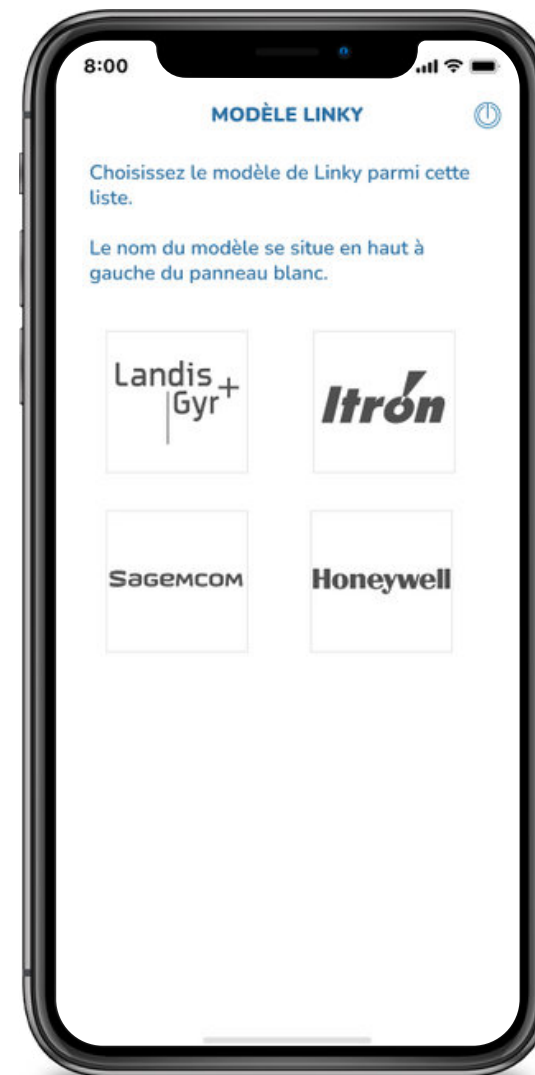 8:00
MODÈLE LINKY
Choisissez le modèle de Linky parmi cette
liste.
Le nom du modèle se situe en haut à
gauche du panneau blanc.
Landis
Gyr+
Itron
SAGEMCOM
Honeywell